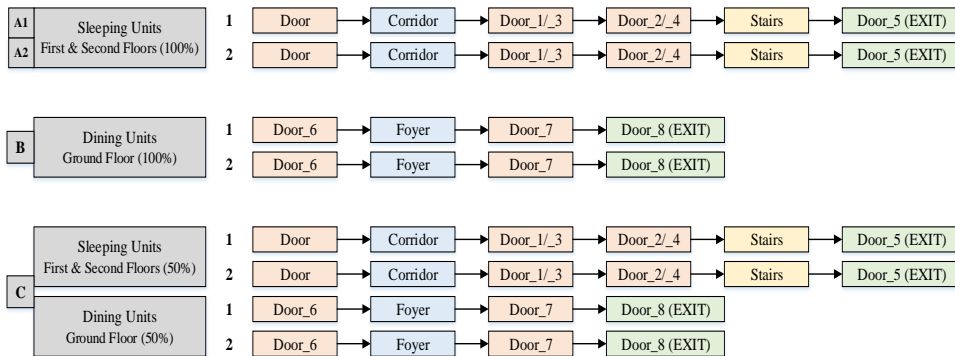 A1
A2
Sleeping Units
First & Second Floors (100%)
1 Door Corridor Door_1/_3 Door_2/_4 Stairs Door_5 (EXIT)
2 Door Corridor Door_1/_3 Door_2/_4 Stairs Door_5 (EXIT)
B
Dining Units
Ground Floor (100%)
1 Door_6 Foyer Door_7 Door_8 (EXIT)
2 Door_6 Foyer Door_7 Door_8 (EXIT)
C
Sleeping Units
First & Second Floors (50%)
1 Door Corridor Door_1/_3 Door_2/_4 Stairs Door_5 (EXIT)
2 Door Corridor Door_1/_3 Door_2/_4 Stairs Door_5 (EXIT)
Dining Units
Ground Floor (50%)
1 Door_6 Foyer Door_7 Door_8 (EXIT)
2 Door_6 Foyer Door_7 Door_8 (EXIT)